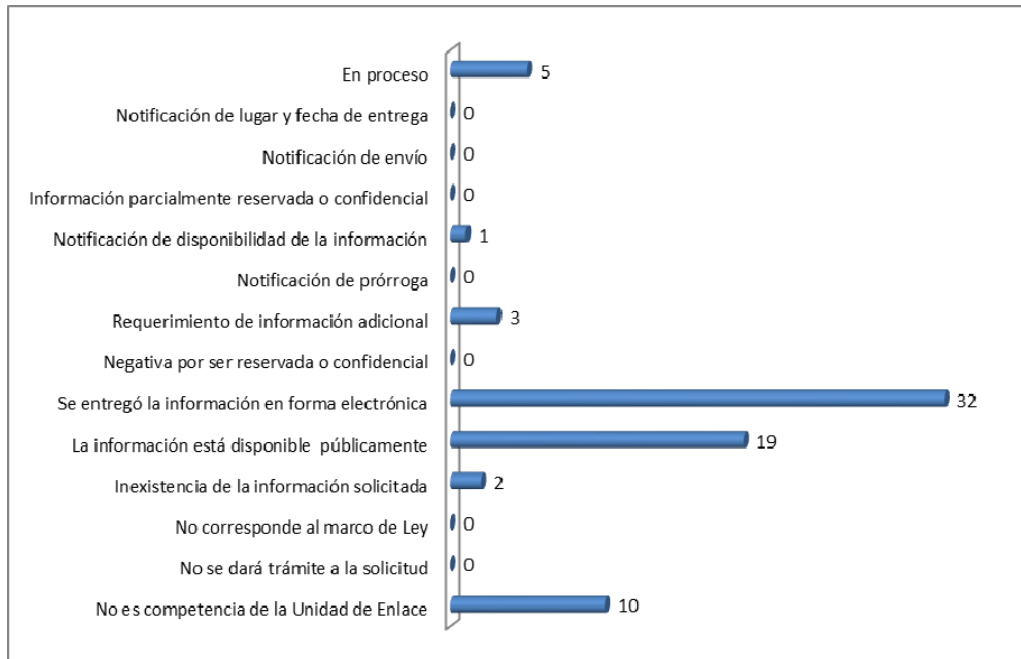 En proceso 5
Notificación de lugar y fecha de entrega 0
Notificación de envío 0
Información parcialmente reservada o confidencial 0
Notificación de disponibilidad de la información 1
Notificación de prórroga 0
Requerimiento de información adicional 3
Negativa por ser reservada o confidencial 0
Se entregó la información en forma electrónica 32
La información está disponible públicamente 19
Inexistencia de la información solicitada 2
No corresponde al marco de Ley 0
No se dará trámite a la solicitud 0
No es competencia de la Unidad de Enlace 10